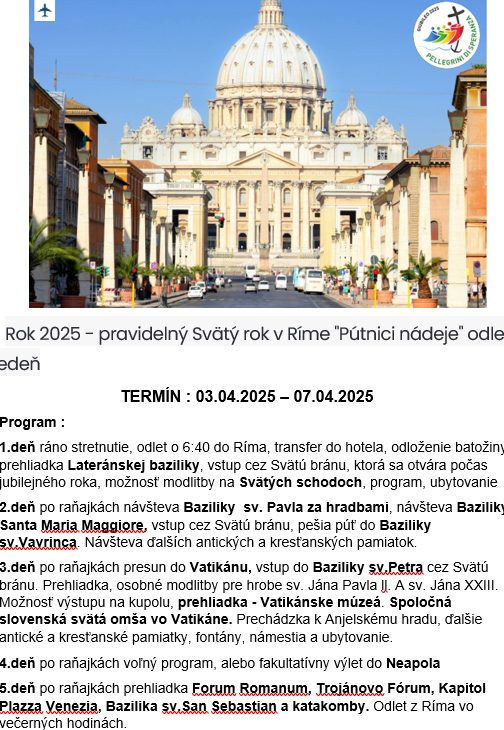 GIUBILEO 2025
PELLEGRINI DI SPERANZA
Rok 2025 - pravidelný Svätý rok v Ríme "Pútnici nádeje" odle
edeň
TERMÍN : 03.04.2025 – 07.04.2025
Program :
1.deň ráno stretnutie, odlet o 6:40 do Ríma, transfer do hotela, odloženie batožiny
prehliadka Lateránskej baziliky, vstup cez Svätú bránu, ktorá sa otvára počas
jubilejného roka, možnosť modlitby na Svätých schodoch, program, ubytovanie
2.deň po raňajkách návšteva Baziliky sv. Pavla za hradbami, návšteva Baziliky
Santa Maria Maggiore, vstup cez Svätú bránu, pešia púť do Baziliky
sv.Vavrinca. Návšteva ďalších antických a kresťanských pamiatok.
3.deň po raňajkách presun do Vatikánu, vstup do Baziliky sv.Petra cez Svätú
bránu. Prehliadka, osobné modlitby pre hrobe sv. Jána Pavla II. A sv. Jána XXIII.
Možnosť výstupu na kupolu, prehliadka - Vatikánske múzeá. Spoločná
slovenská svätá omša vo Vatikáne. Prechádzka k Anjelskému hradu, ďalšie
antické a kresťanské pamiatky, fontány, námestia a ubytovanie.
4.deň po raňajkách voľný program, alebo fakultatívny výlet do Neapola
5.deň po raňajkách prehliadka Forum Romanum, Trojánovo Fórum, Kapitol
Plazza Venezia, Bazilika sv.San Sebastian a katakomby. Odlet z Ríma vo
večerných hodinách.